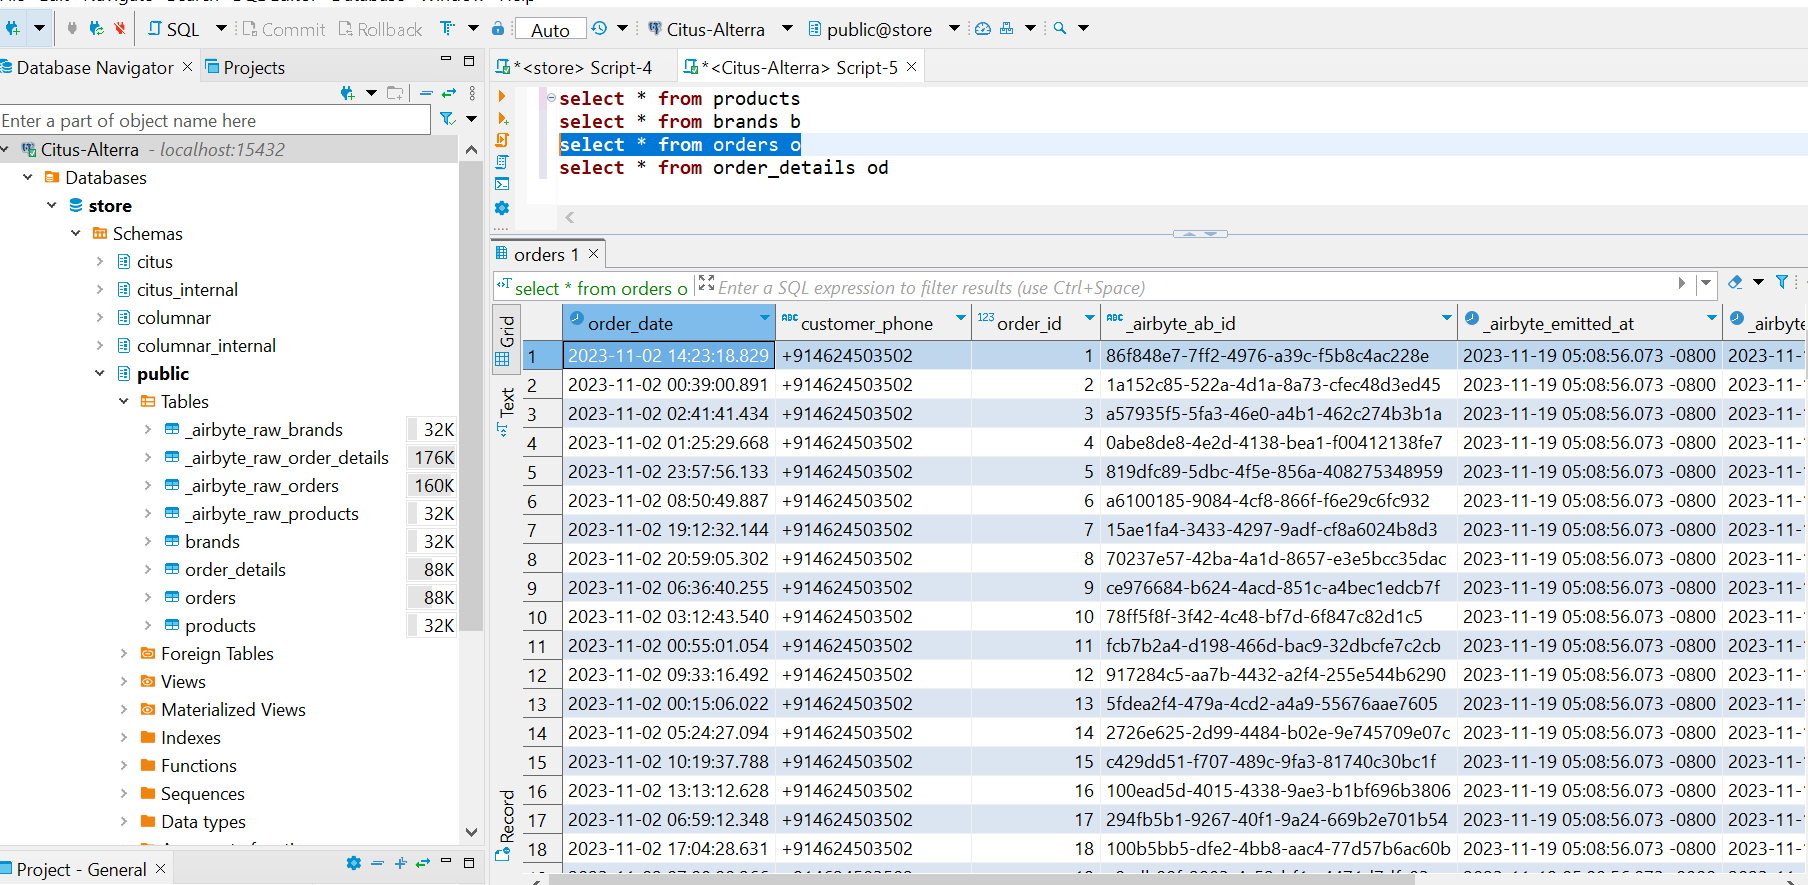 SQL Commit Rollback Auto Citus-Alterra public@store
Database Navigator Projects
Enter a part of object name here
Citus-Alterra - localhost:15432
Databases
store
Schemas
citus
citus_internal
columnar
columnar_internal
public
Tables
_airbyte_raw_brands 32K
_airbyte_raw_order_details 176K
_airbyte_raw_orders 160K
_airbyte_raw_products 32K
brands 32K
order_details 88K
orders 88K
products 32K
Foreign Tables
Views
Materialized Views
Indexes
Functions
Sequences
Data types
Project - General
*<store> Script-4 *<Citus-Alterra> Script-5
select * from products
select * from brands b
select * from orders o
select * from order_details od
orders 1
select * from orders o Enter a SQL expression to filter results (use Ctrl+Space)
Grid
Text
Record
order_date ABC customer_phone 123 order_id ABC _airbyte_ab_id _airbyte_emitted_at _airbyte
1 2023-11-02 14:23:18.829 +914624503502 1 86f848e7-7ff2-4976-a39c-f5b8c4ac228e 2023-11-19 05:08:56.073 -0800 2023-11-
2 2023-11-02 00:39:00.891 +914624503502 2 1a152c85-522a-4d1a-8a73-cfec48d3ed45 2023-11-19 05:08:56.073 -0800 2023-11-
3 2023-11-02 02:41:41.434 +914624503502 3 a57935f5-5fa3-46e0-a4b1-462c274b3b1a 2023-11-19 05:08:56.073 -0800 2023-11-
4 2023-11-02 01:25:29.668 +914624503502 4 0abe8de8-4e2d-4138-bea1-f00412138fe7 2023-11-19 05:08:56.073 -0800 2023-11-
5 2023-11-02 23:57:56.133 +914624503502 5 819dfc89-5dbc-4f5e-856a-408275348959 2023-11-19 05:08:56.073 -0800 2023-11-
6 2023-11-02 08:50:49.887 +914624503502 6 a6100185-9084-4cf8-866f-f6e29c6fc932 2023-11-19 05:08:56.073 -0800 2023-11-
7 2023-11-02 19:12:32.144 +914624503502 7 15ae1fa4-3433-4297-9adf-cf8a6024b8d3 2023-11-19 05:08:56.073 -0800 2023-11-
8 2023-11-02 20:59:05.302 +914624503502 8 70237e57-42ba-4a1d-8657-e3e5bcc35dac 2023-11-19 05:08:56.073 -0800 2023-11-
9 2023-11-02 06:36:40.255 +914624503502 9 ce976684-b624-4acd-851c-a4bec1edcb7f 2023-11-19 05:08:56.073 -0800 2023-11-
10 2023-11-02 03:12:43.540 +914624503502 10 78ff5f8f-3f42-4c48-bf7d-6f847c82d1c5 2023-11-19 05:08:56.073 -0800 2023-11-
11 2023-11-02 00:55:01.054 +914624503502 11 fcb7b2a4-d198-466d-bac9-32dbcfe7c2cb 2023-11-19 05:08:56.073 -0800 2023-11-
12 2023-11-02 09:33:16.492 +914624503502 12 917284c5-aa7b-4432-a2f4-255e544b6290 2023-11-19 05:08:56.073 -0800 2023-11-
13 2023-11-02 00:15:06.022 +914624503502 13 5fdea2f4-479a-4cd2-a4a9-55676aae7605 2023-11-19 05:08:56.073 -0800 2023-11-
14 2023-11-02 05:24:27.094 +914624503502 14 2726e625-2d99-4484-b02e-9e745709e07c 2023-11-19 05:08:56.073 -0800 2023-11-
15 2023-11-02 10:19:37.788 +914624503502 15 c429dd51-f707-489c-9fa3-81740c30bc1f 2023-11-19 05:08:56.073 -0800 2023-11-
16 2023-11-02 13:13:12.628 +914624503502 16 100ead5d-4015-4338-9ae3-b1bf696b3806 2023-11-19 05:08:56.073 -0800 2023-11-
17 2023-11-02 06:59:12.348 +914624503502 17 294fb5b1-9267-40f1-9a24-669b2e701b54 2023-11-19 05:08:56.073 -0800 2023-11-
18 2023-11-02 17:04:28.631 +914624503502 18 100b5bb5-dfe2-4bb8-aac4-77d57b6ac60b 2023-11-19 05:08:56.073 -0800 2023-11-